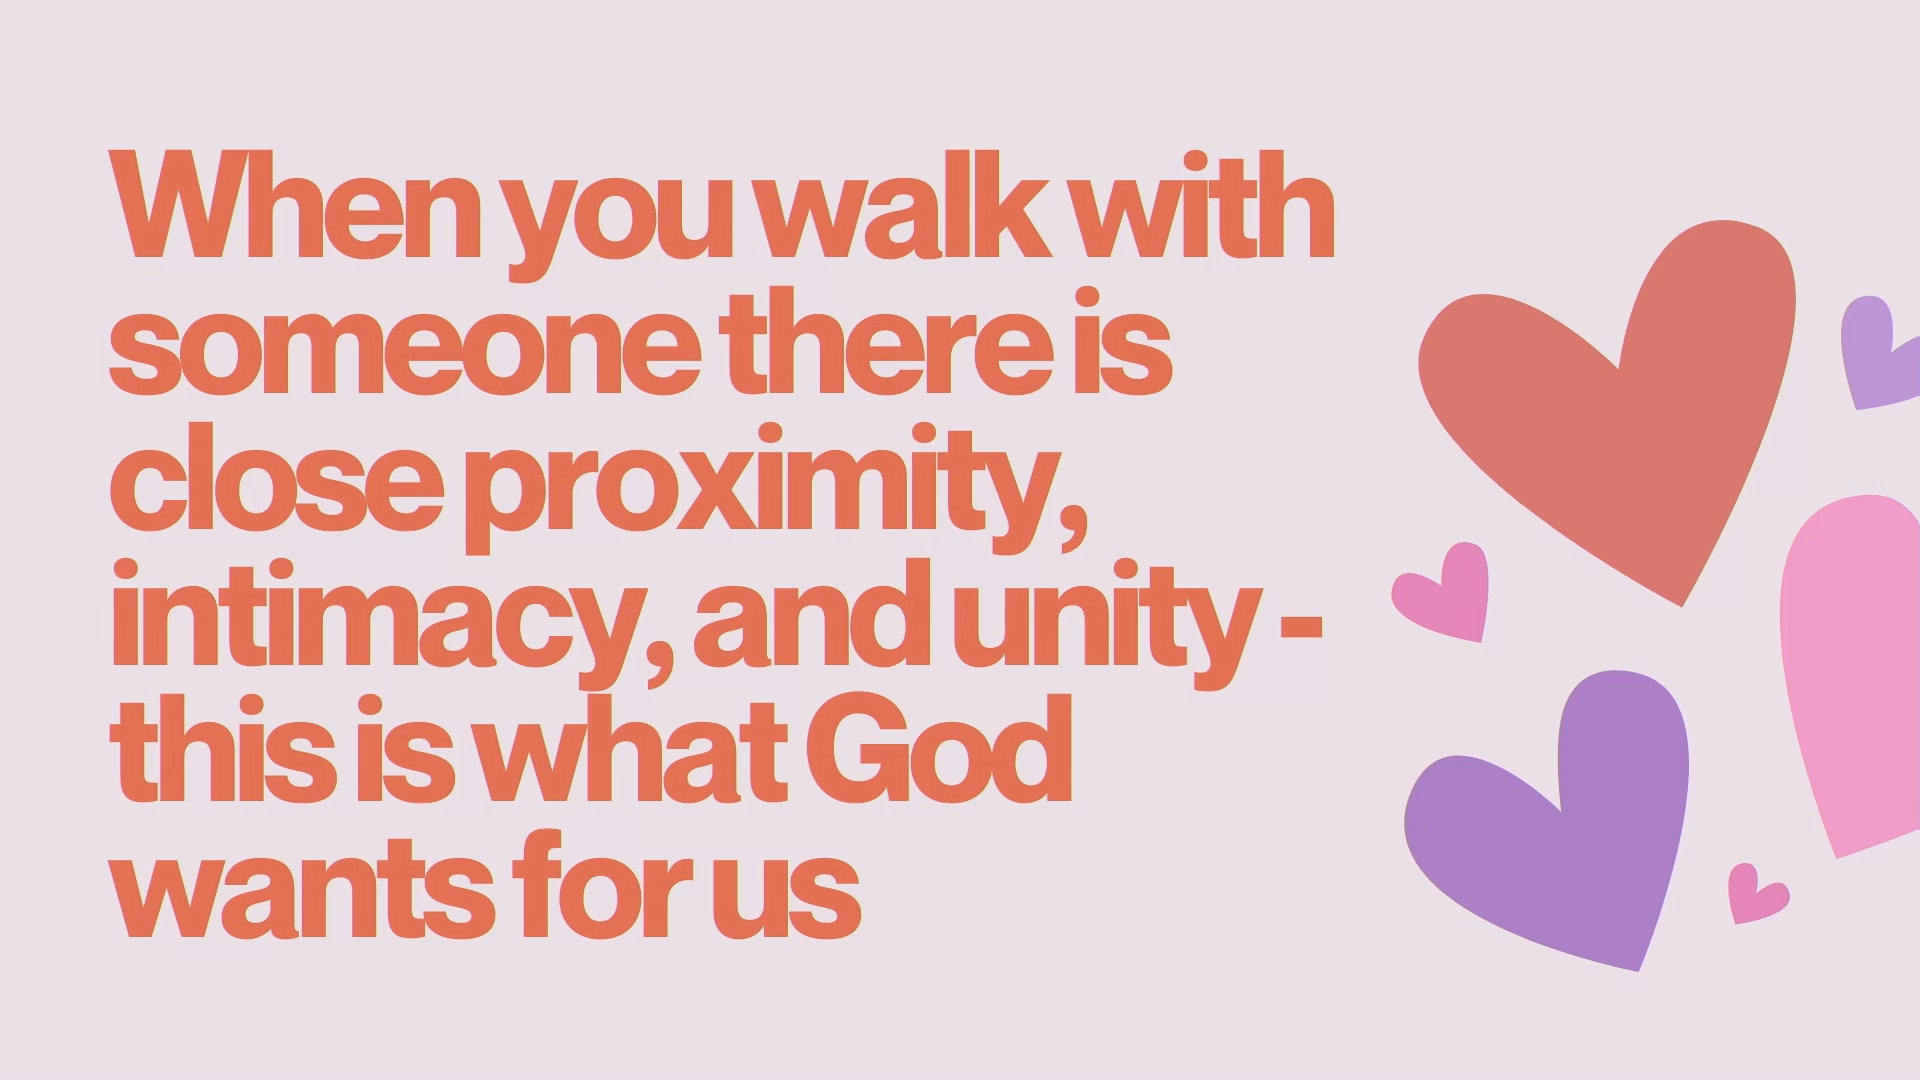 When you walk with
someone there is
close proximity,
intimacy, and unity -
this is what God
wants for us